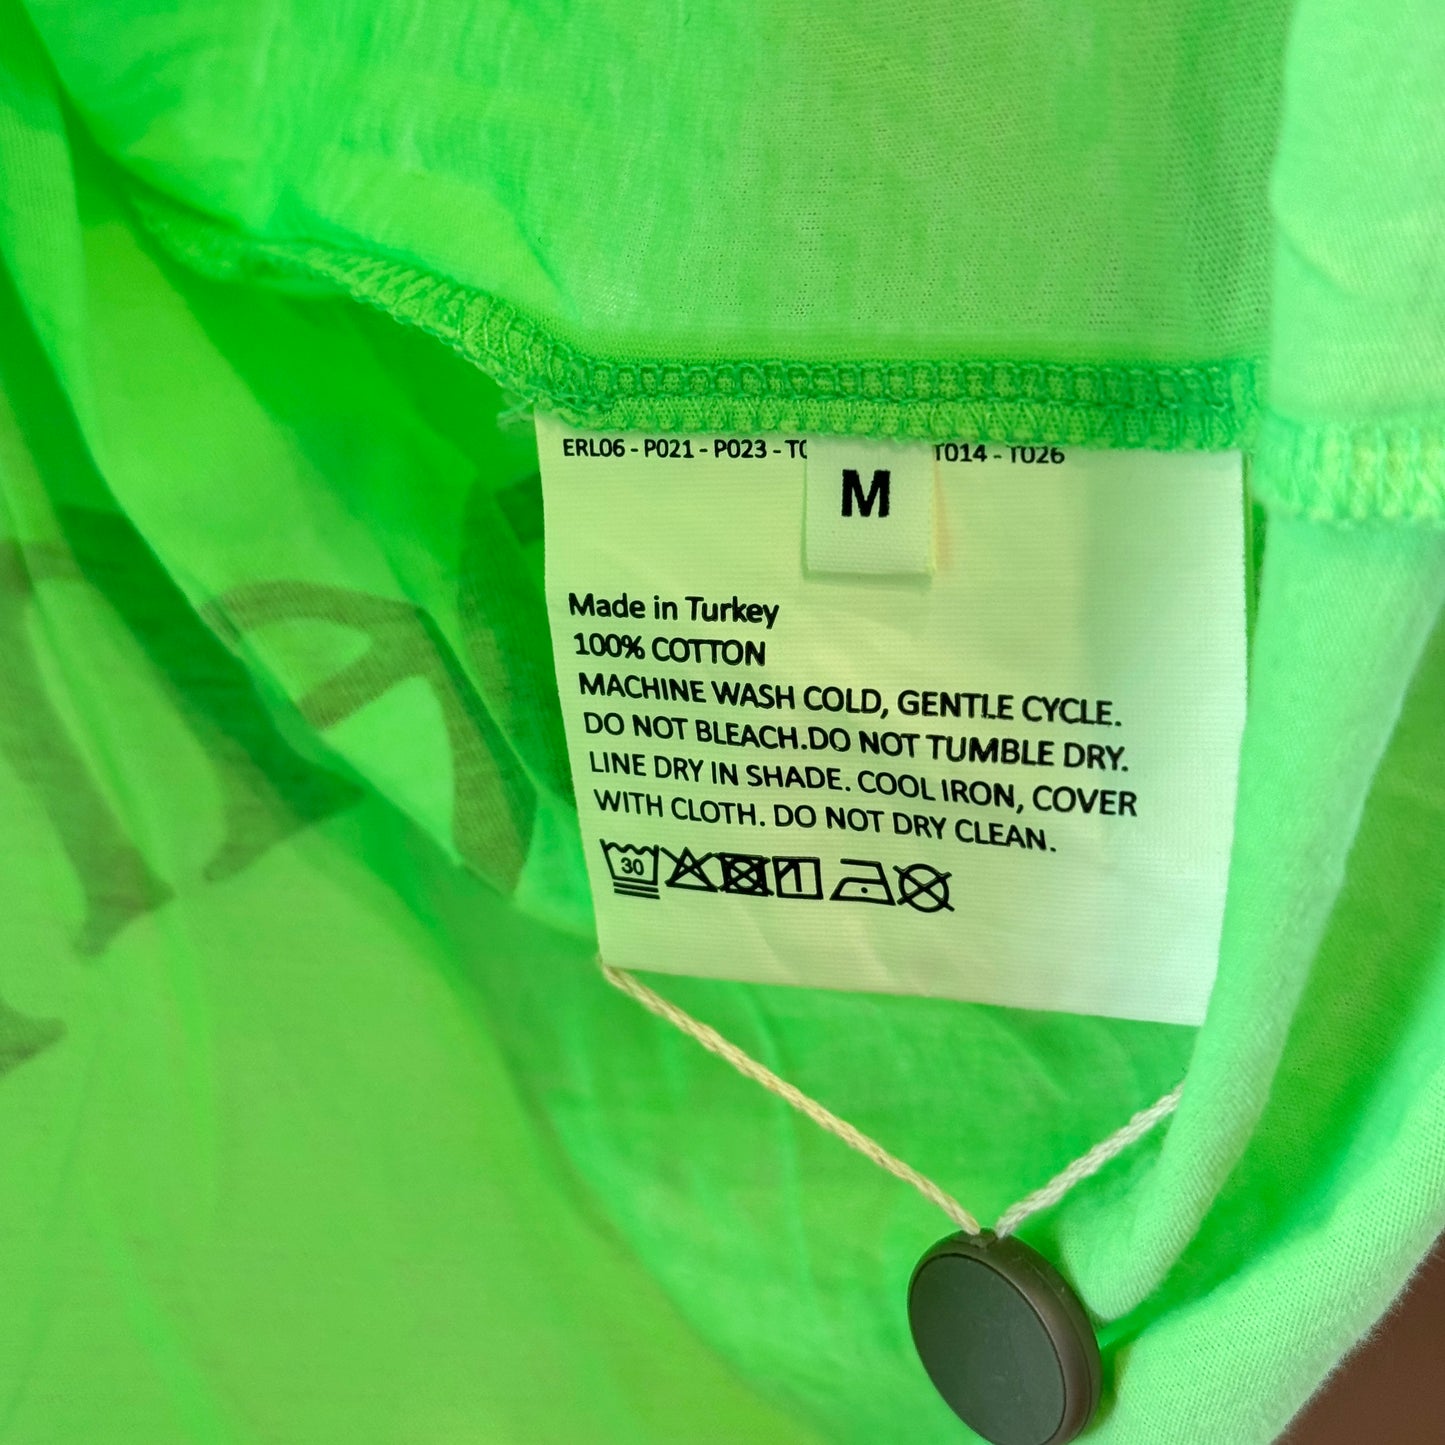 ERL06 - P021 - P023 - T014 - T026
M
Made in Turkey
100% COTTON
MACHINE WASH COLD, GENTLE CYCLE.
DO NOT BLEACH.DO NOT TUMBLE DRY.
LINE DRY IN SHADE. COOL IRON, COVER
WITH CLOTH. DO NOT DRY CLEAN.
30